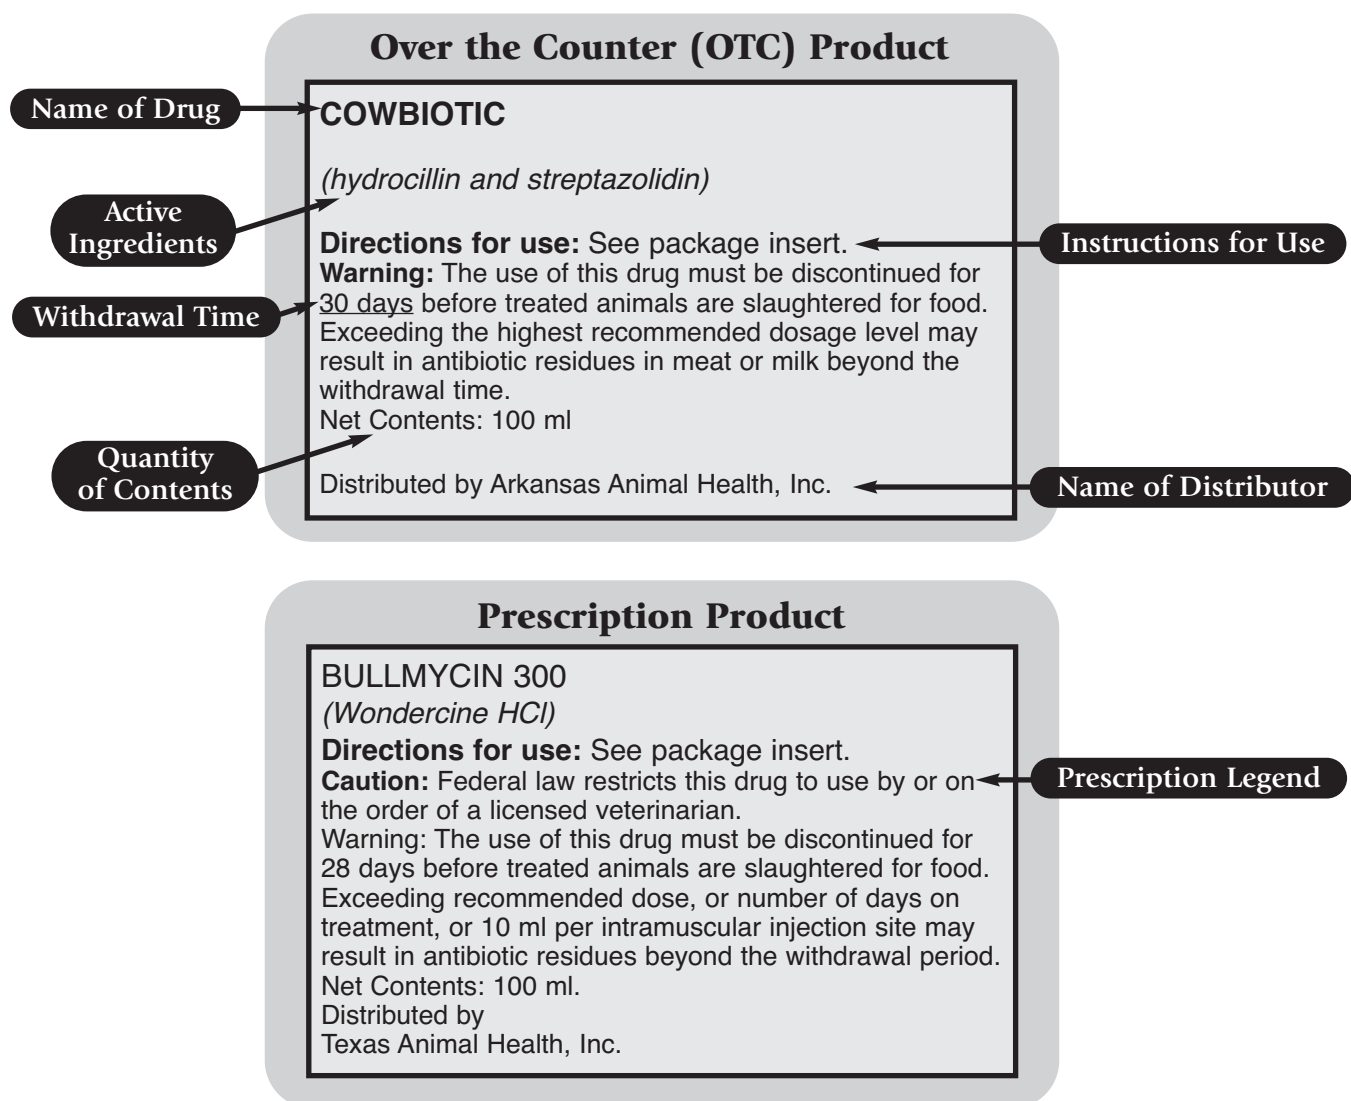 Over the Counter (OTC) Product
Name of Drug
COWBIOTIC
(hydrocillin and streptazolidin)
Active
Ingredients
Directions for use: See package insert.
Instructions for Use
Warning: The use of this drug must be discontinued for
Withdrawal Time
30 days before treated animals are slaughtered for food.
Exceeding the highest recommended dosage level may
result in antibiotic residues in meat or milk beyond the
withdrawal time.
Net Contents: 100 ml
Quantity
of Contents
Distributed by Arkansas Animal Health, Inc.
Name of Distributor
Prescription Product
BULLMYCIN 300
(Wondercine HCl)
Directions for use: See package insert.
Caution: Federal law restricts this drug to use by or on
Prescription Legend
the order of a licensed veterinarian.
Warning: The use of this drug must be discontinued for
28 days before treated animals are slaughtered for food.
Exceeding recommended dose, or number of days on
treatment, or 10 ml per intramuscular injection site may
result in antibiotic residues beyond the withdrawal period.
Net Contents: 100 ml.
Distributed by
Texas Animal Health, Inc.